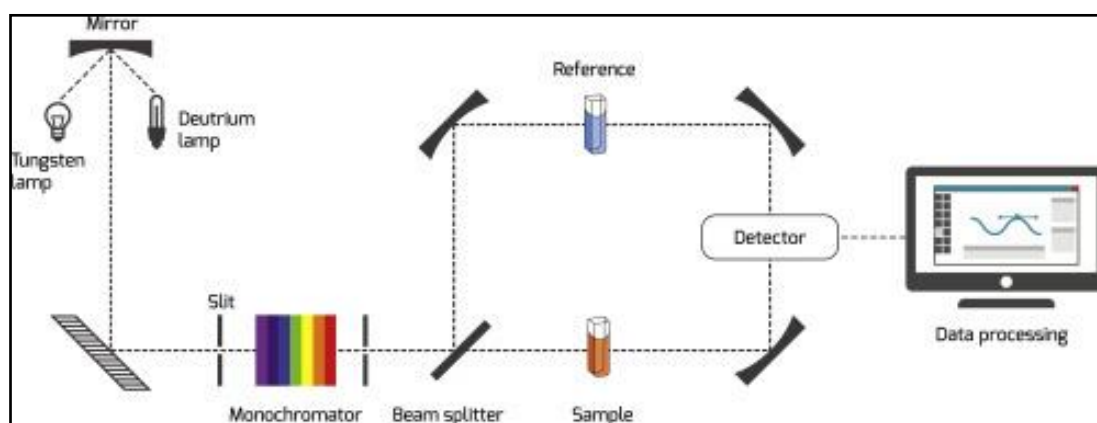 Mirror
Reference
Deutrium
lamp
Tungsten
lamp
Detector
Slit
Data processing
Monochromator
Beam splitter
Sample